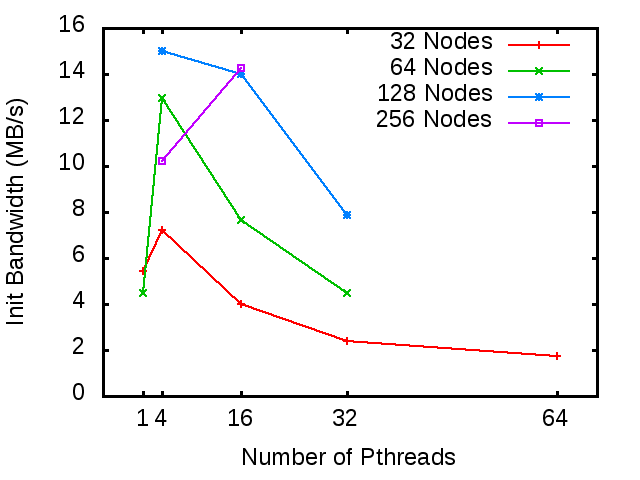 16
14
12
10
8
6
4
2
0
Init Bandwidth (MB/s)
32 Nodes
64 Nodes
128 Nodes
256 Nodes
1 4 16 32 64
Number of Pthreads